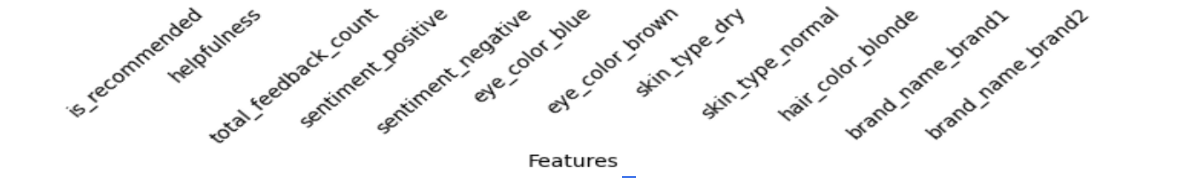 is_recommended
helpfulness
total_feedback_count
sentiment_positive
sentiment_negative
eye_color_blue
eye_color_brown
skin_type_dry
skin_type_normal
hair_color_blonde
brand_name_brand1
brand_name_brand2
Features